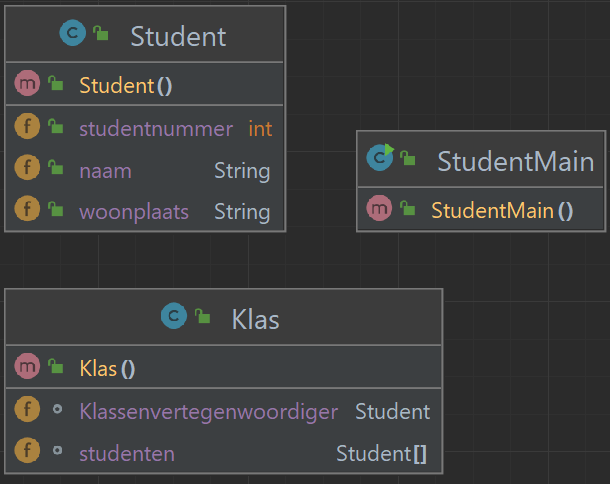 Student
Student()
studentnummer int
naam String
woonplaats String
StudentMain
StudentMain()
Klas
Klas()
Klassenvertegenwoordiger Student
studenten Student[]